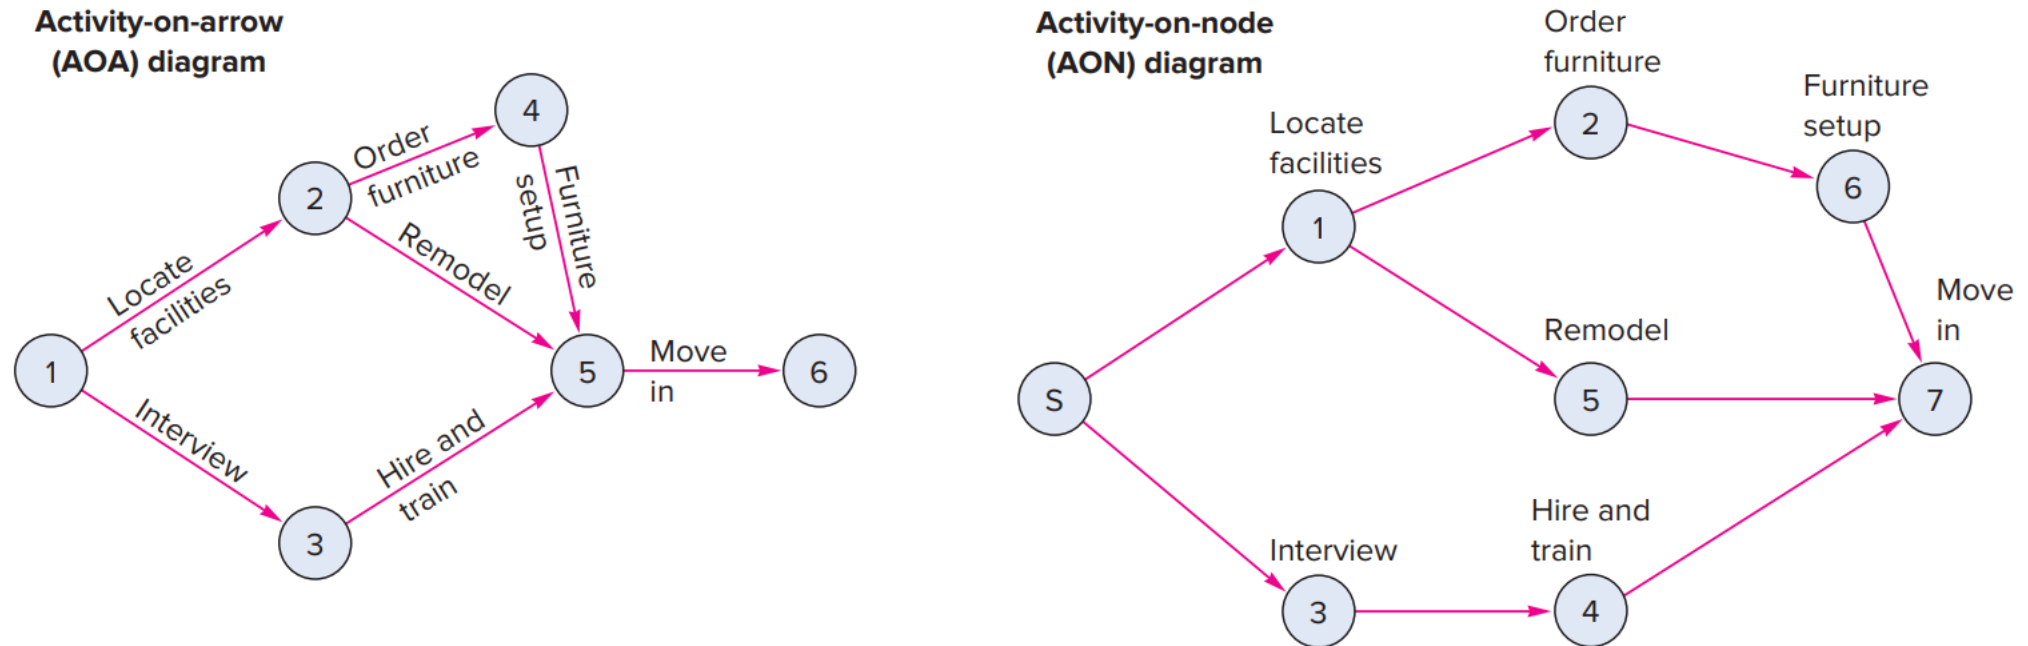 Activity-on-arrow
(AOA) diagram
4
Order
furniture
2
Furniture
setup
Remodel
Locate
facilities
1
5
Move
in
6
Interview
Hire and
train
3
Activity-on-node
(AON) diagram
Order
furniture
2
Furniture
setup
6
Locate
facilities
1
Move
in
Remodel
S
5
7
Hire and
train
Interview
3
4